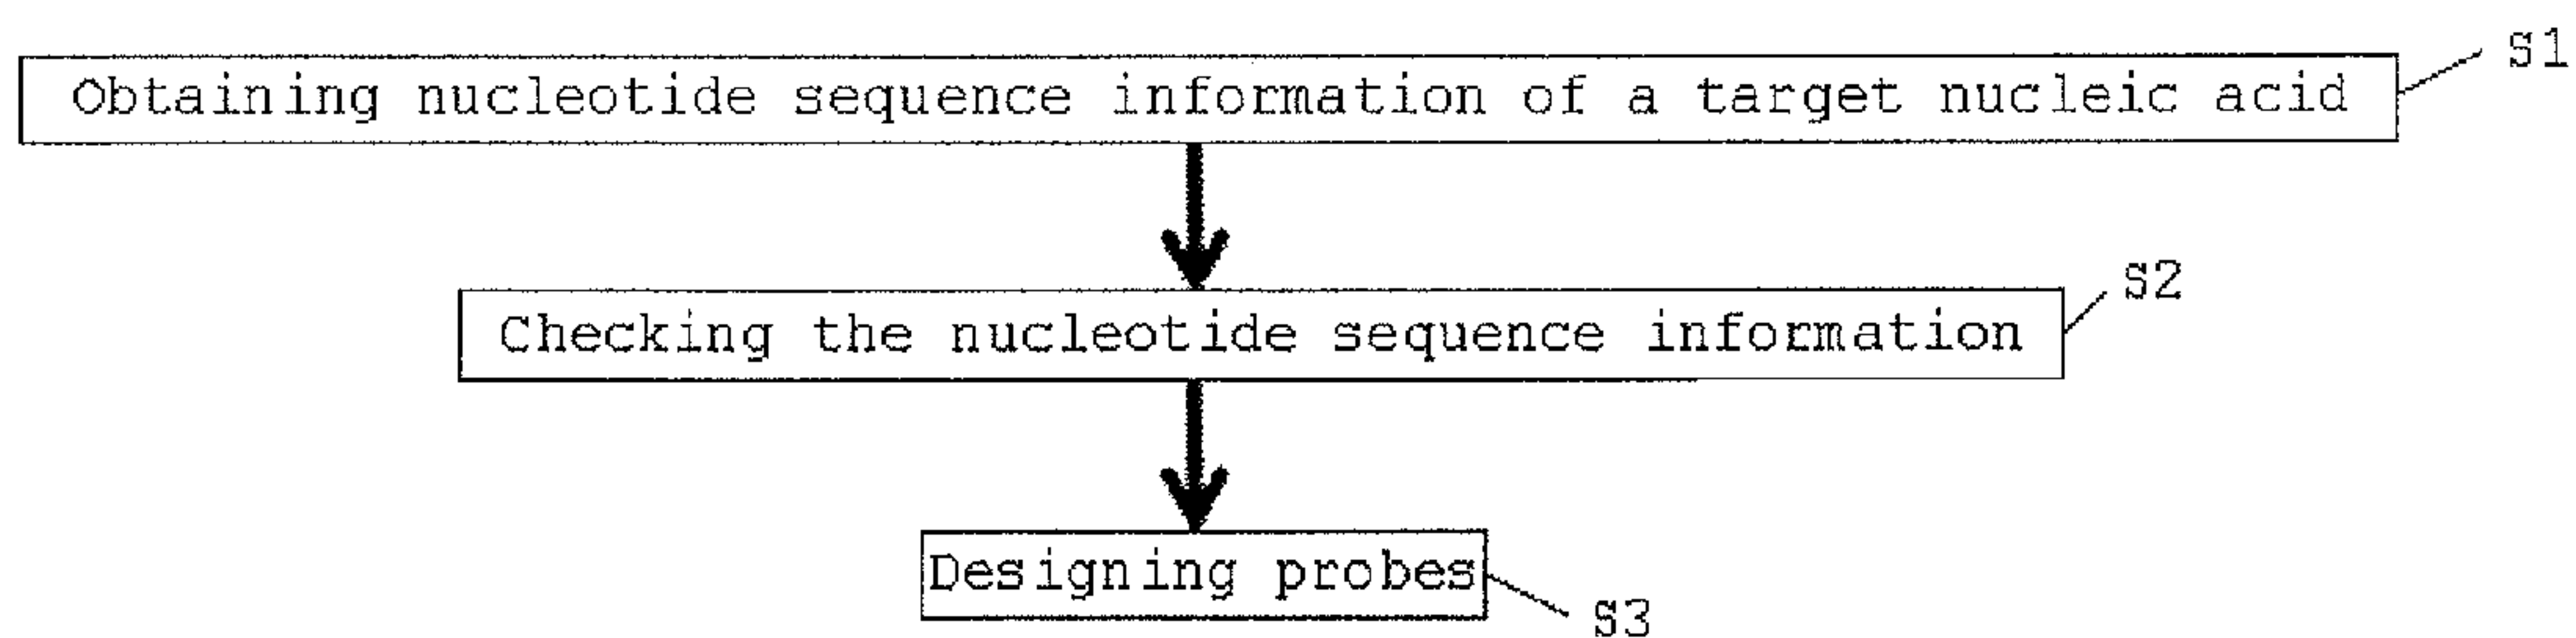 S1
Obtaining nucleotide sequence information of a target nucleic acid
S2
Checking the nucleotide sequence information
Designing probes
S3